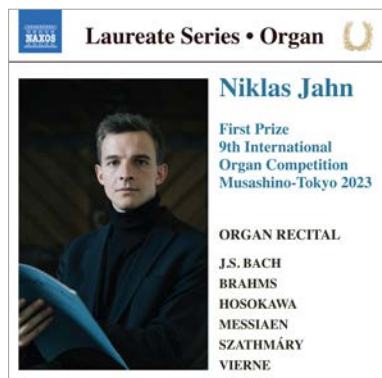 NAXOS
Laureate Series • Organ
Niklas Jahn
First Prize
9th International
Organ Competition
Musashino-Tokyo 2023
ORGAN RECITAL
J.S. BACH
BRAHMS
HOSOKAWA
MESSIAEN
SZATHMÁRY
VIERNE